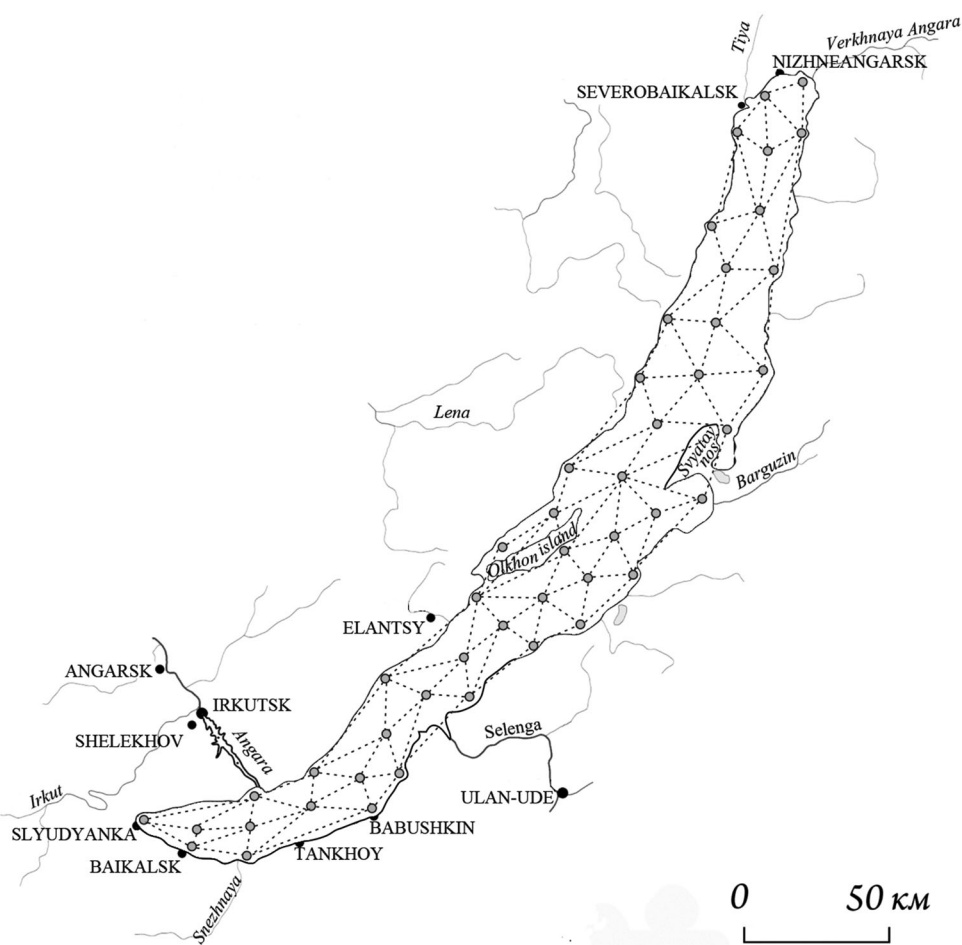 Tiya
Verkhnaya Angara
NIZHNEANGARSK
SEVEROBAIKALSK
Lena
Svyatoy
nos
Barguzin
Olkhon island
ELANTSY
ANGARSK
IRKUTSK
SHELEKHOV
Angara
Selenga
Irkut
ULAN-UDE
SLYUDYANKA
BABUSHKIN
TANKHOY
BAIKALSK
Snezhnaya
0 50 км